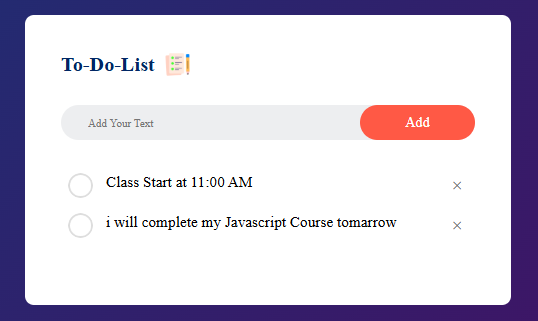 To-Do-List
Add Your Text
Add
Class Start at 11:00 AM
×
i will complete my Javascript Course tomarrow
×